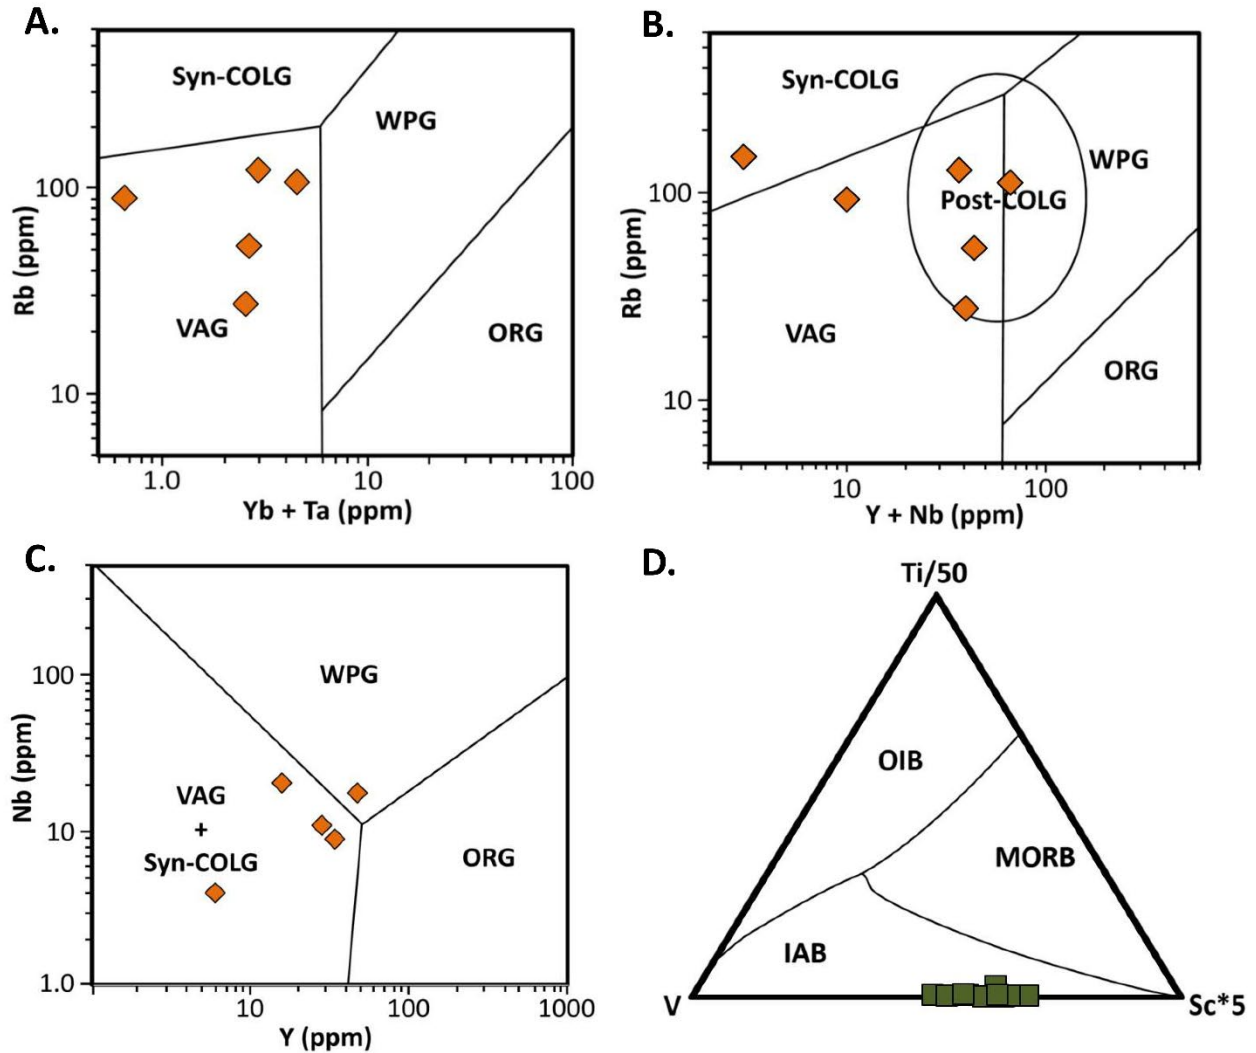 A.
Syn-COLG
WPG
VAG
ORG
100
10
Rb (ppm)
1.0
10
100
Yb + Ta (ppm)
B.
Syn-COLG
WPG
Post-COLG
VAG
ORG
100
10
Rb (ppm)
10
100
Y + Nb (ppm)
C.
WPG
VAG
+
Syn-COLG
ORG
100
10
1.0
Nb (ppm)
10
100
1000
Y (ppm)
D.
Ti/50
OIB
MORB
IAB
V
Sc*5